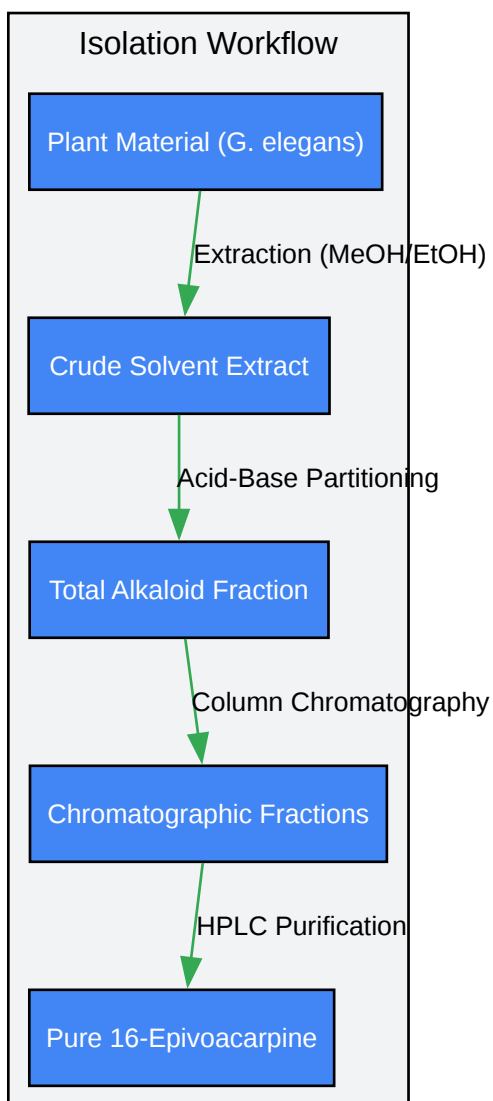 Isolation Workflow
Plant Material (G. elegans)
Extraction (MeOH/EtOH)
Crude Solvent Extract
Acid-Base Partitioning
Total Alkaloid Fraction
Column Chromatography
Chromatographic Fractions
HPLC Purification
Pure 16-Epivoacarpine